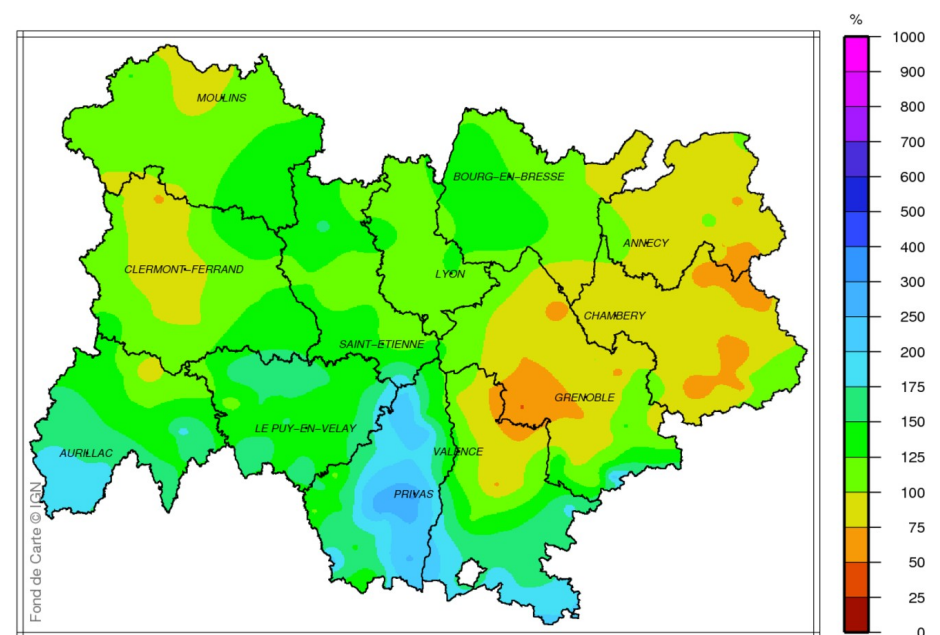 %
1000
900
800
700
600
500
400
300
250
200
175
150
125
100
75
50
25
0
MOULINS
BOURG-EN-BRESSE
ANNECY
CLERMONT-FERRAND
LYON
CHAMBERY
SAINT-ETIENNE
GRENOBLE
LE PUY-EN-VELAY
AURILLAC
VALENCE
PRIVAS
Fond de Carte © IGN